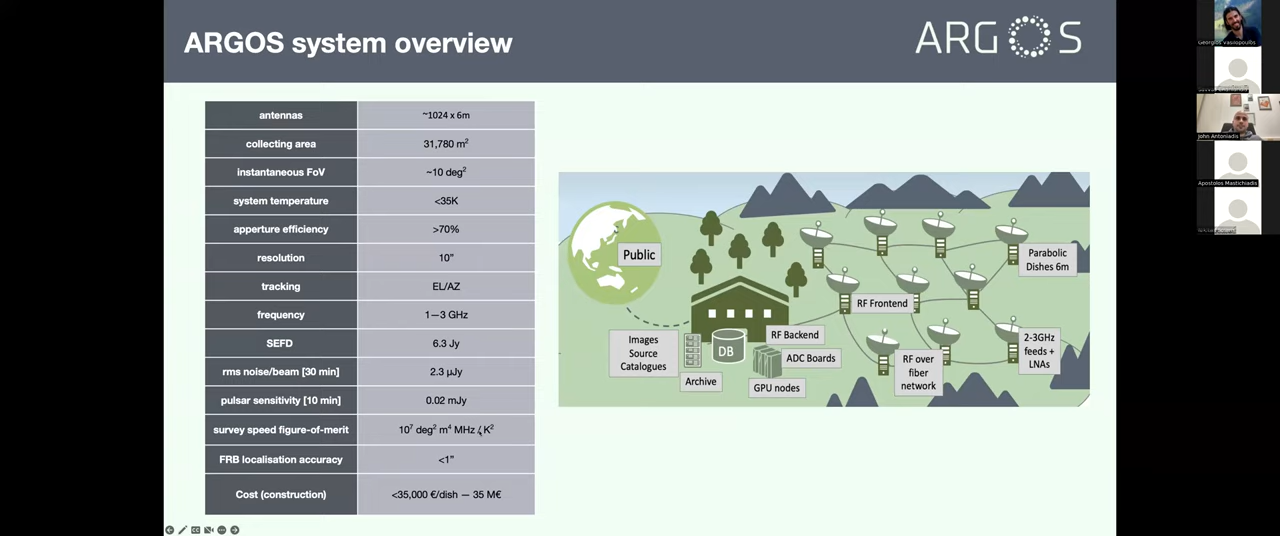 ARGOS system overview
ARGOS
antennas ~1024 x 6m
collecting area 31,780 m²
instantaneous FoV ~10 deg²
system temperature <35K
apperture efficiency >70%
resolution 10”
tracking EL/AZ
frequency 1—3 GHz
SEFD 6.3 Jy
rms noise/beam [30 min] 2.3 μJy
pulsar sensitivity [10 min] 0.02 mJy
survey speed figure-of-merit 10⁷ deg² m⁴ MHz / K²
FRB localisation accuracy <1”
Cost (construction) <35,000 €/dish — 35 M€
Public
Parabolic
Dishes 6m
RF Frontend
RF Backend
Images
Source
Catalogues
DB
ADC Boards
Archive
GPU nodes
RF over
fiber
network
2-3GHz
feeds +
LNAs
Georgios Vasilopoulos
John Antoniadis
Apostolos Mastichiadis